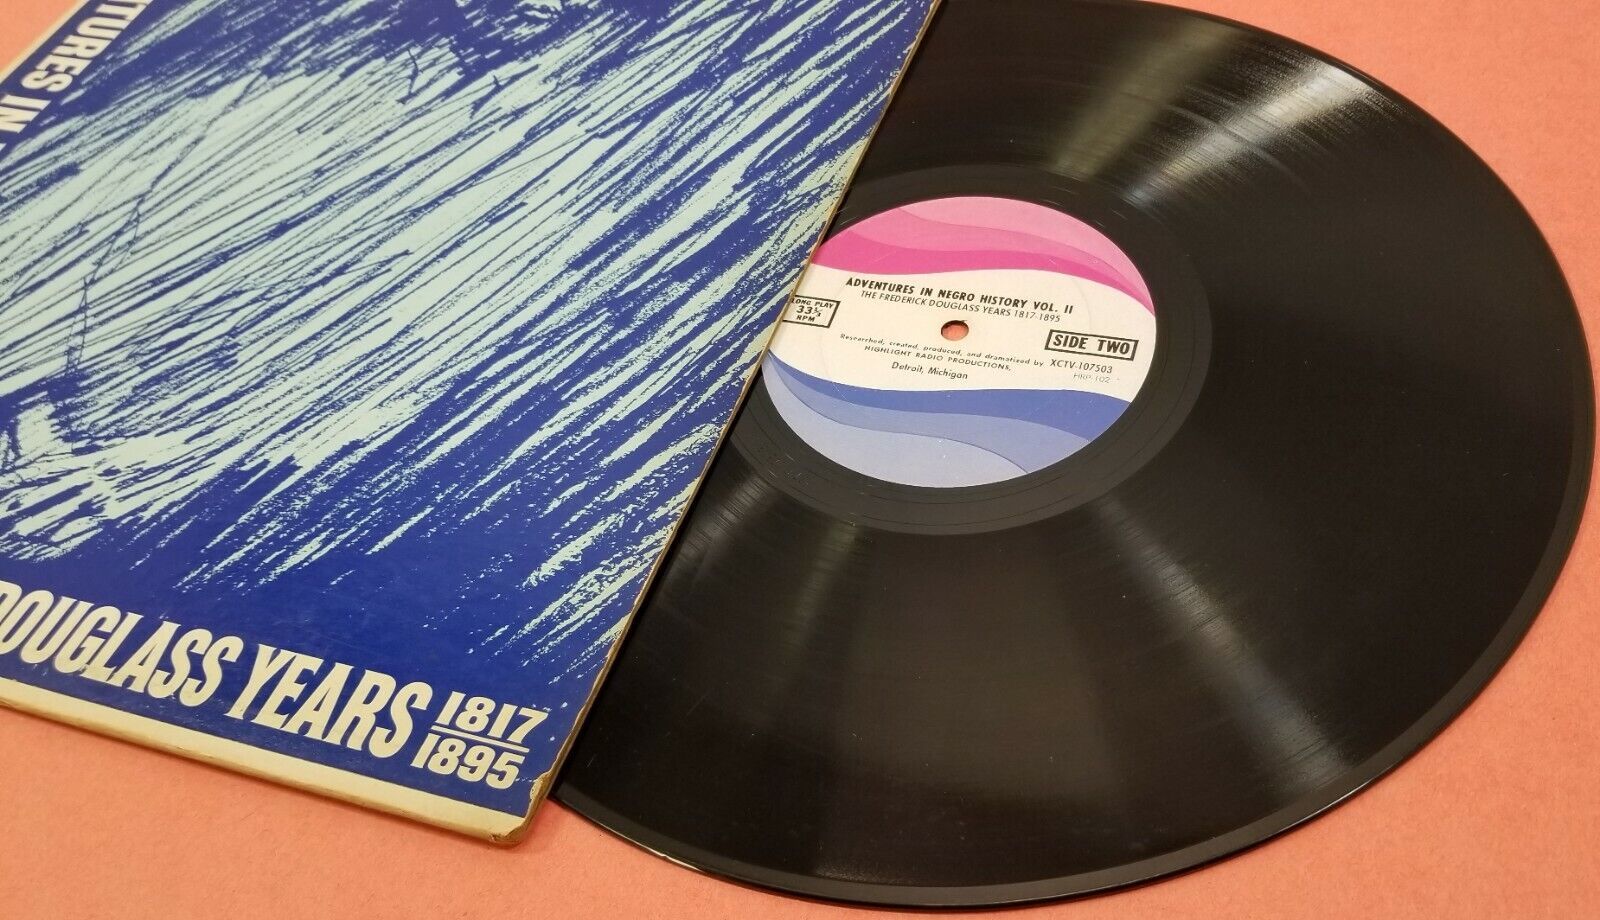 TURES IN
DOUGLASS YEARS 1817
1895
ADVENTURES IN NEGRO HISTORY VOL. II
THE FREDERICK DOUGLASS YEARS 1817-1895
LONG PLAY
33⅓
RPM
SIDE TWO
Researched, created, produced, and dramatized by
HIGHLIGHT RADIO PRODUCTIONS,
Detroit, Michigan
XCTV-107503
HRP-102